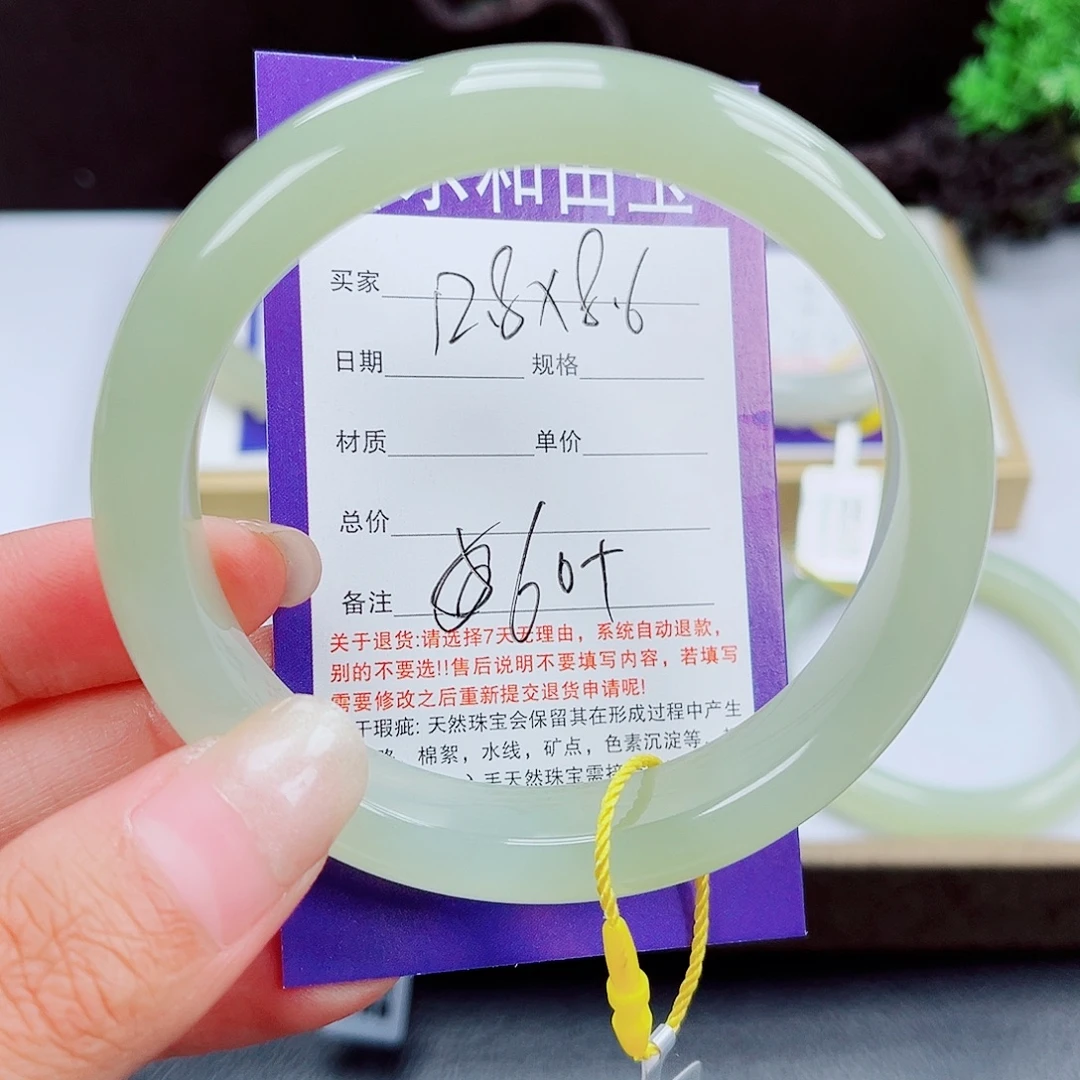 和田玉
买家 12.8×8.6
日期 规格
材质 单价
总价
备注 60+
关于退货:请选择7天无理由，系统自动退款，
别的不要选!!售后说明不要填写内容，若填写
需要修改之后重新提交退货申请呢!
瑕疵: 天然珠宝会保留其在形成过程中产生
棉絮，水线，矿点，色素沉淀等、
手天然珠宝需